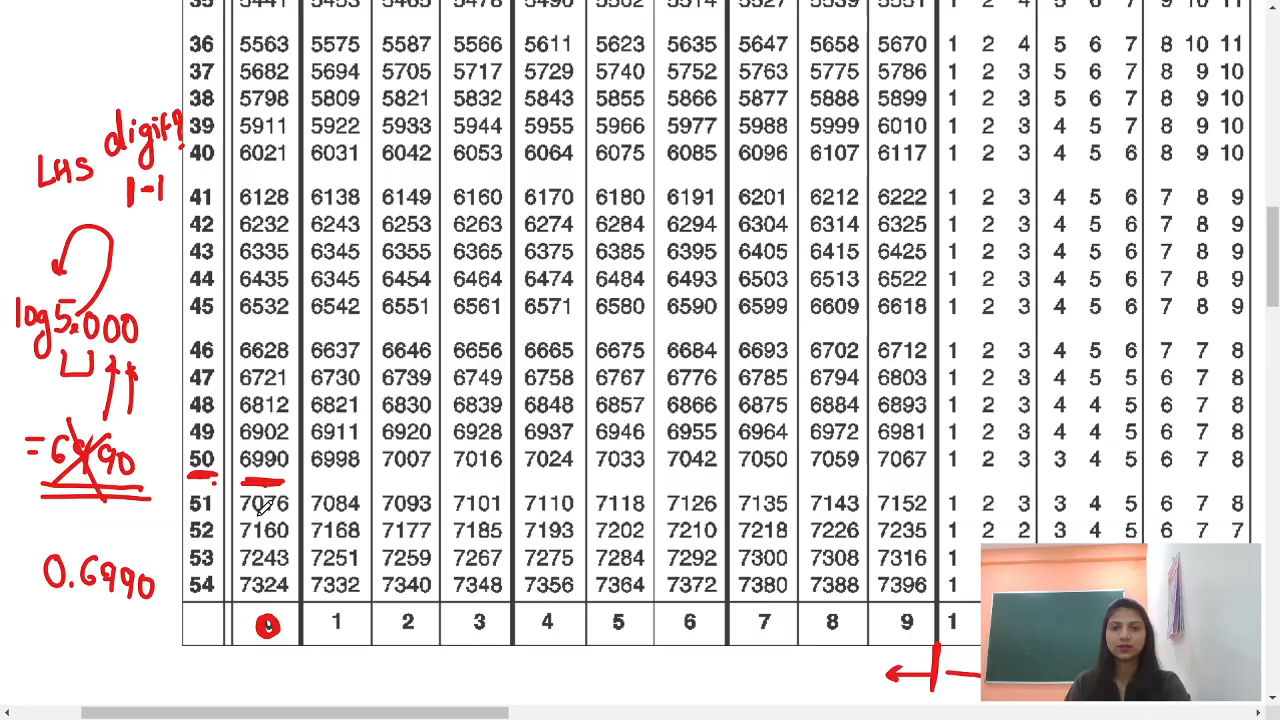 35 5441 5453 5465 5478 5490 5502 5514 5527 5539 5551 1 2 4 5 6 7 9 10 11
36 5563 5575 5587 5566 5611 5623 5635 5647 5658 5670 1 2 4 5 6 7 8 10 11
37 5682 5694 5705 5717 5729 5740 5752 5763 5775 5786 1 2 3 5 6 7 8 9 10
38 5798 5809 5821 5832 5843 5855 5866 5877 5888 5899 1 2 3 5 6 7 8 9 10
digit?
39 5911 5922 5933 5944 5955 5966 5977 5988 5999 6010 1 2 3 4 5 7 8 9 10
40 6021 6031 6042 6053 6064 6075 6085 6096 6107 6117 1 2 3 4 5 6 8 9 10
LHS
1-1
41 6128 6138 6149 6160 6170 6180 6191 6201 6212 6222 1 2 3 4 5 6 7 8 9
42 6232 6243 6253 6263 6274 6284 6294 6304 6314 6325 1 2 3 4 5 6 7 8 9
43 6335 6345 6355 6365 6375 6385 6395 6405 6415 6425 1 2 3 4 5 6 7 8 9
44 6435 6345 6454 6464 6474 6484 6493 6503 6513 6522 1 2 3 4 5 6 7 8 9
45 6532 6542 6551 6561 6571 6580 6590 6599 6609 6618 1 2 3 4 5 6 7 8 9
log 5.000
46 6628 6637 6646 6656 6665 6675 6684 6693 6702 6712 1 2 3 4 5 6 7 7 8
47 6721 6730 6739 6749 6758 6767 6776 6785 6794 6803 1 2 3 4 5 5 6 7 8
48 6812 6821 6830 6839 6848 6857 6866 6875 6884 6893 1 2 3 4 4 5 6 7 8
49 6902 6911 6920 6928 6937 6946 6955 6964 6972 6981 1 2 3 4 4 5 6 7 8
= 6990
50 6990 6998 7007 7016 7024 7033 7042 7050 7059 7067 1 2 3 3 4 5 6 7 8
51 7076 7084 7093 7101 7110 7118 7126 7135 7143 7152 1 2 3 3 4 5 6 7 8
52 7160 7168 7177 7185 7193 7202 7210 7218 7226 7235 1 2 2 3 4 5 6 7 7
53 7243 7251 7259 7267 7275 7284 7292 7300 7308 7316 1
0.6990
54 7324 7332 7340 7348 7356 7364 7372 7380 7388 7396 1
0 1 2 3 4 5 6 7 8 9 1